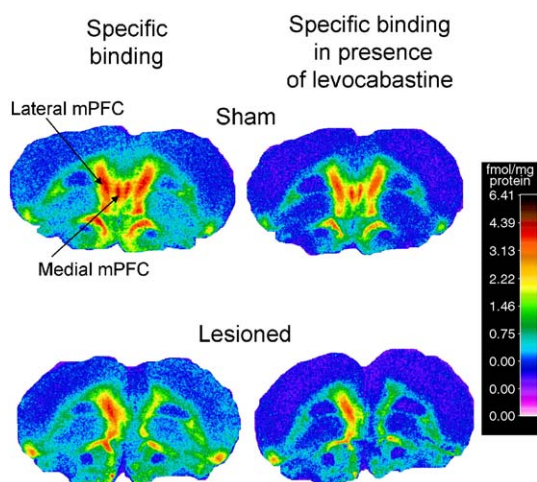 Specific
binding
Specific binding
in presence
of levocabastine
Lateral mPFC
Sham
Medial mPFC
Lesioned
fmol/mg
protein
6.41
4.39
3.13
2.22
1.46
0.75
0.00
0.00
0.00